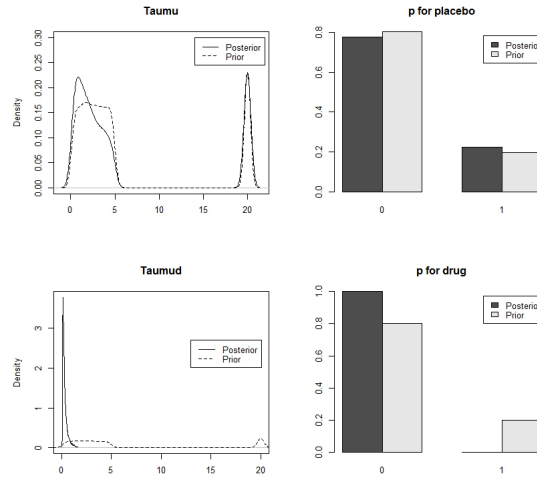 Taumu
Density
0.00 0.05 0.10 0.15 0.20 0.25 0.30
0 5 10 15 20
Posterior
Prior
p for placebo
0.0 0.2 0.4 0.6 0.8
0 1
Posterio
Prior
Taumud
Density
0 1 2 3
0 5 10 15 20
Posterior
Prior
p for drug
0.0 0.2 0.4 0.6 0.8 1.0
0 1
Posterio
Prior